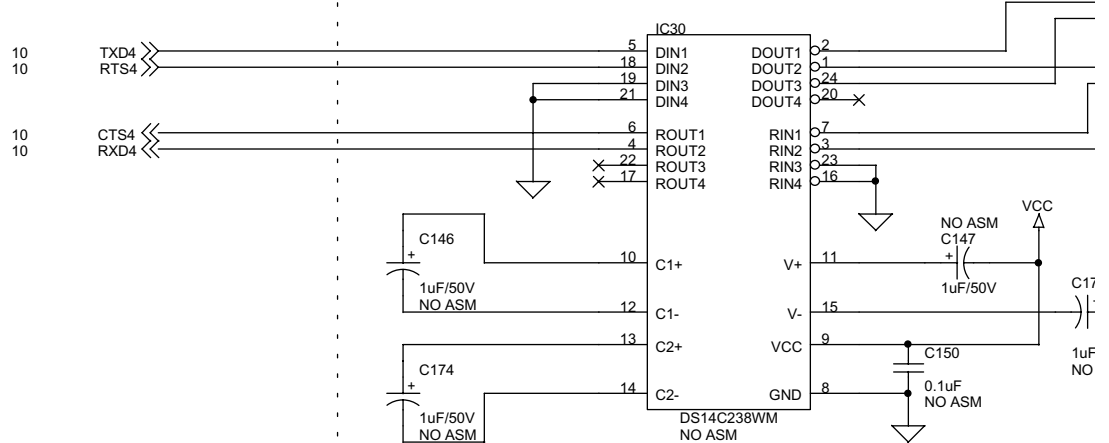 IC30
10 TXD4 5 DIN1 DOUT1 2
10 RTS4 18 DIN2 DOUT2 1
19 DIN3 DOUT3 24
21 DIN4 DOUT4 20
10 CTS4 6 ROUT1 RIN1 7
10 RXD4 4 ROUT2 RIN2 3
22 ROUT3 RIN3 23
17 ROUT4 RIN4 16
VCC
NO ASM
C146 C147
+ 10 C1+ V+ 11 +
1uF/50V 1uF/50V C17
NO ASM 12 C1- V- 15
13 C2+ VCC 9
C174 C150 1uF
+ NO
14 C2- GND 8 0.1uF
1uF/50V NO ASM
NO ASM DS14C238WM
NO ASM